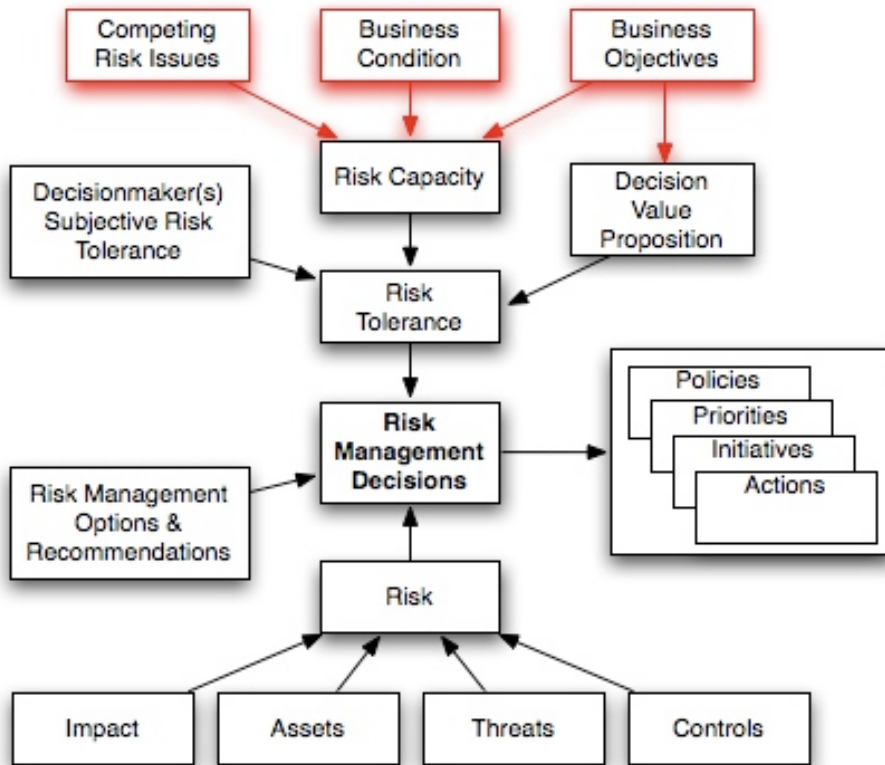 Competing
Risk Issues
Business
Condition
Business
Objectives
Risk Capacity
Decisionmaker(s)
Subjective Risk
Tolerance
Decision
Value
Proposition
Risk
Tolerance
Risk
Management
Decisions
Policies
Priorities
Initiatives
Actions
Risk Management
Options &
Recommendations
Risk
Impact
Assets
Threats
Controls